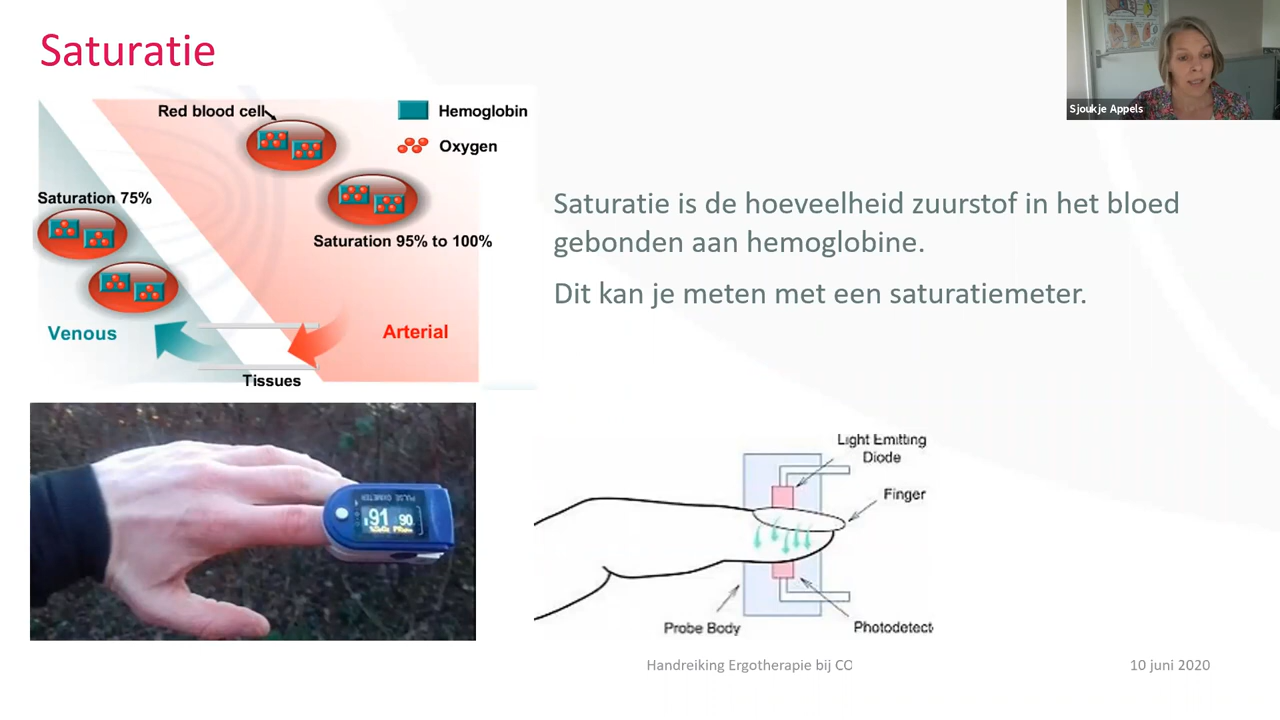 Saturatie
Sjoukje Appels
Red blood cell
Hemoglobin
Oxygen
Saturation 75%
Saturation 95% to 100%
Venous
Arterial
Tissues
Saturatie is de hoeveelheid zuurstof in het bloed
gebonden aan hemoglobine.
Dit kan je meten met een saturatiemeter.
PULSE OXIMETER
91 90
Light Emitting
Diode
Finger
Probe Body
Photodetect
Handreiking Ergotherapie bij CO
10 juni 2020